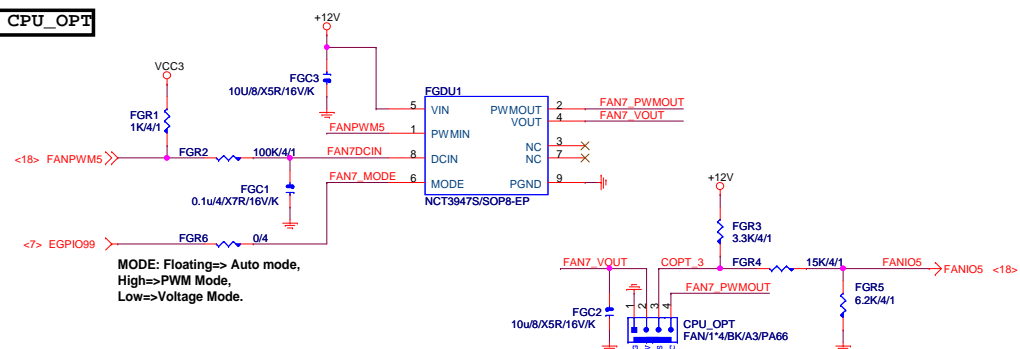 CPU_OPT
+12V
VCC3
FGC3
10U/8/X5R/16V/K
FGDU1
FGR1
1K/4/1
5 VIN
PWMOUT 2 FAN7_PWMOUT
VOUT 4 FAN7_VOUT
FANPWM5 1 PWMIN
NC 3
<18> FANPWM5 FGR2 100K/4/1 FAN7DCIN 8 DCIN
NC 7
FAN7_MODE 6 MODE
PGND 9
FGC1
0.1u/4/X7R/16V/K
NCT3947S/SOP8-EP
+12V
<7> EGPIO99 FGR6 0/4
FGR3
3.3K/4/1
MODE: Floating=> Auto mode,
High=>PWM Mode,
Low=>Voltage Mode.
FAN7_VOUT COPT_3 FGR4 15K/4/1 FANIO5 FANIO5 <18>
FAN7_PWMOUT
FGR5
6.2K/4/1
FGC2
10u/8/X5R/16V/K
1 2 3 4
CPU_OPT
FAN/1*4/BK/A3/PA66